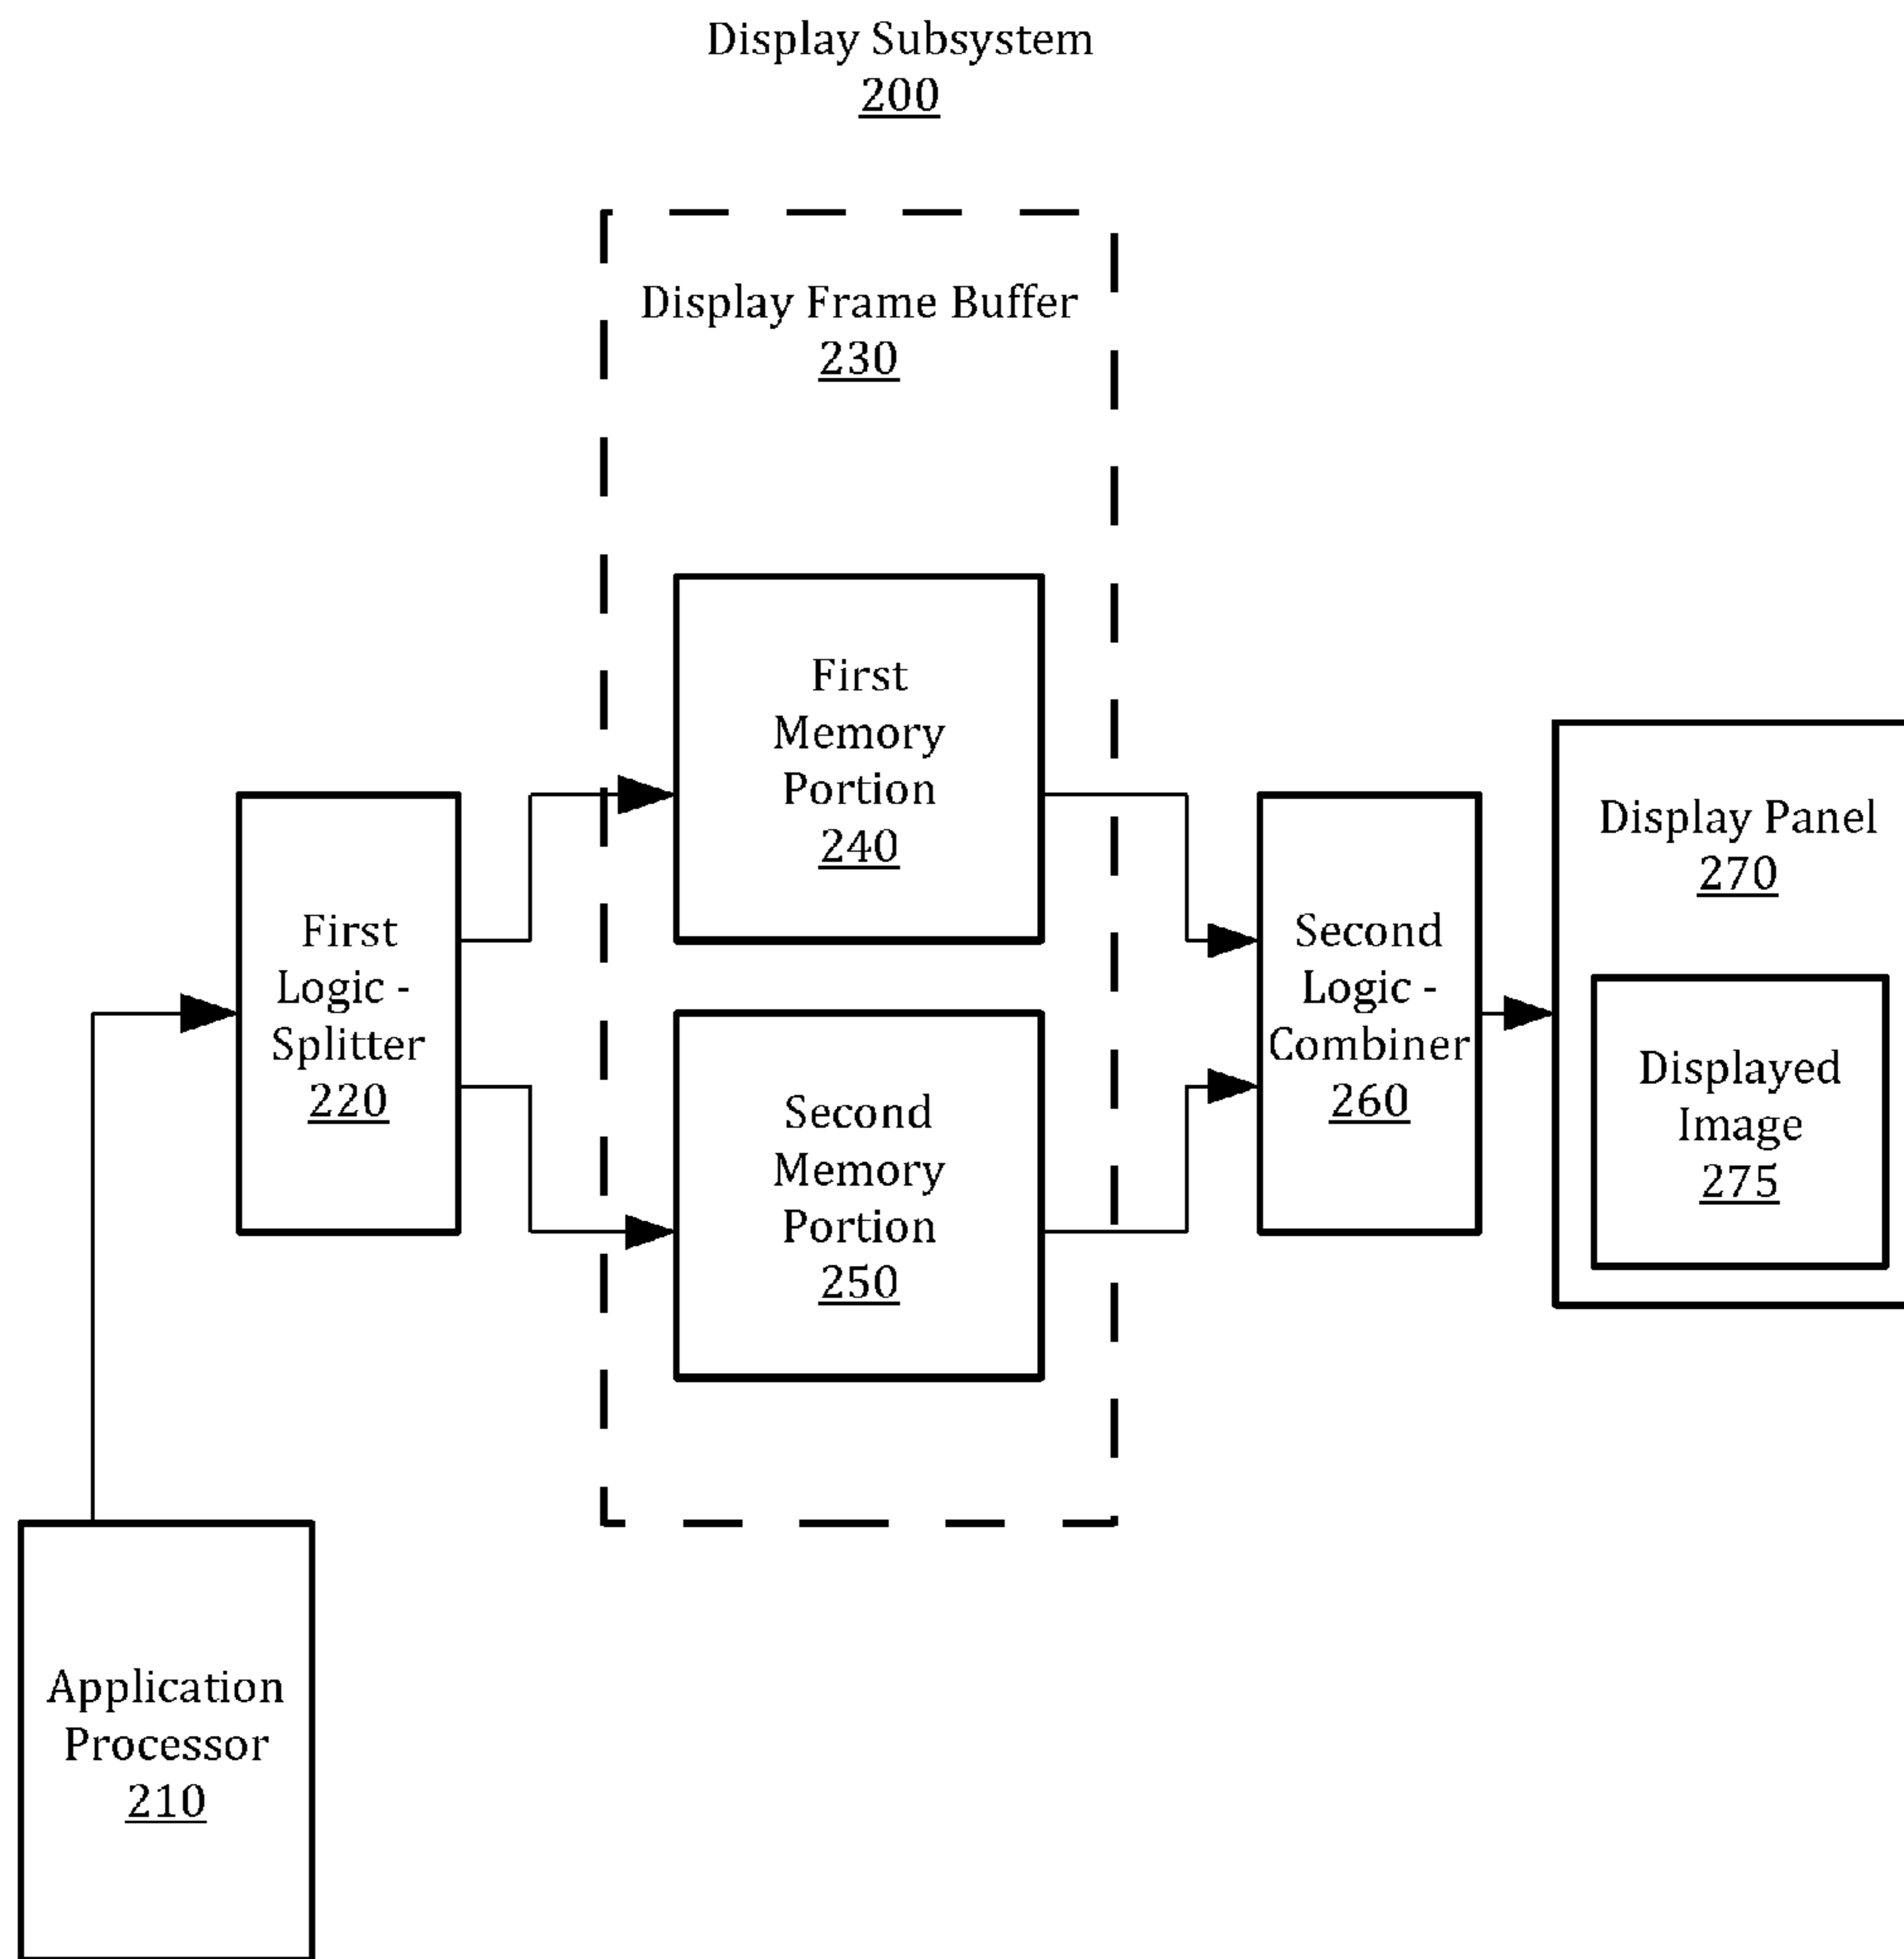 Display Subsystem
200
Display Frame Buffer
230
First
Memory
Portion
240
Second
Memory
Portion
250
First
Logic -
Splitter
220
Second
Logic -
Combiner
260
Display Panel
270
Displayed
Image
275
Application
Processor
210